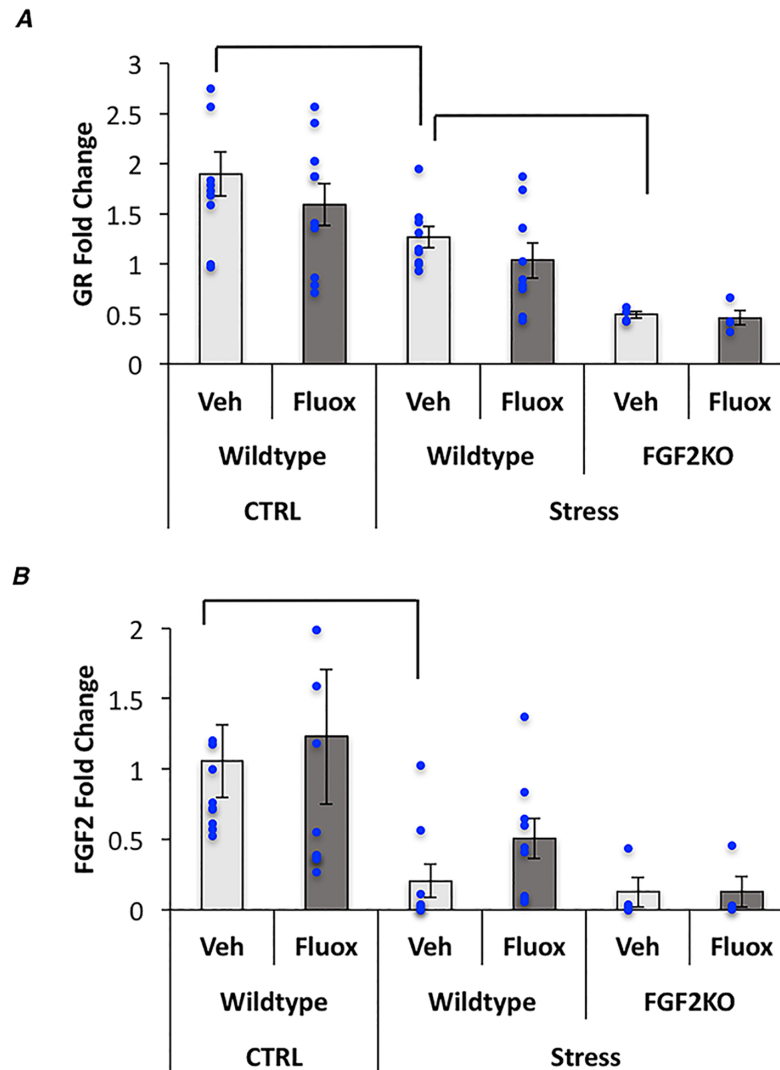 A
GR Fold Change
3
2.5
2
1.5
1
0.5
0
Veh Fluox Veh Fluox Veh Fluox
Wildtype Wildtype FGF2KO
CTRL Stress
B
FGF2 Fold Change
2
1.5
1
0.5
0
Veh Fluox Veh Fluox Veh Fluox
Wildtype Wildtype FGF2KO
CTRL Stress